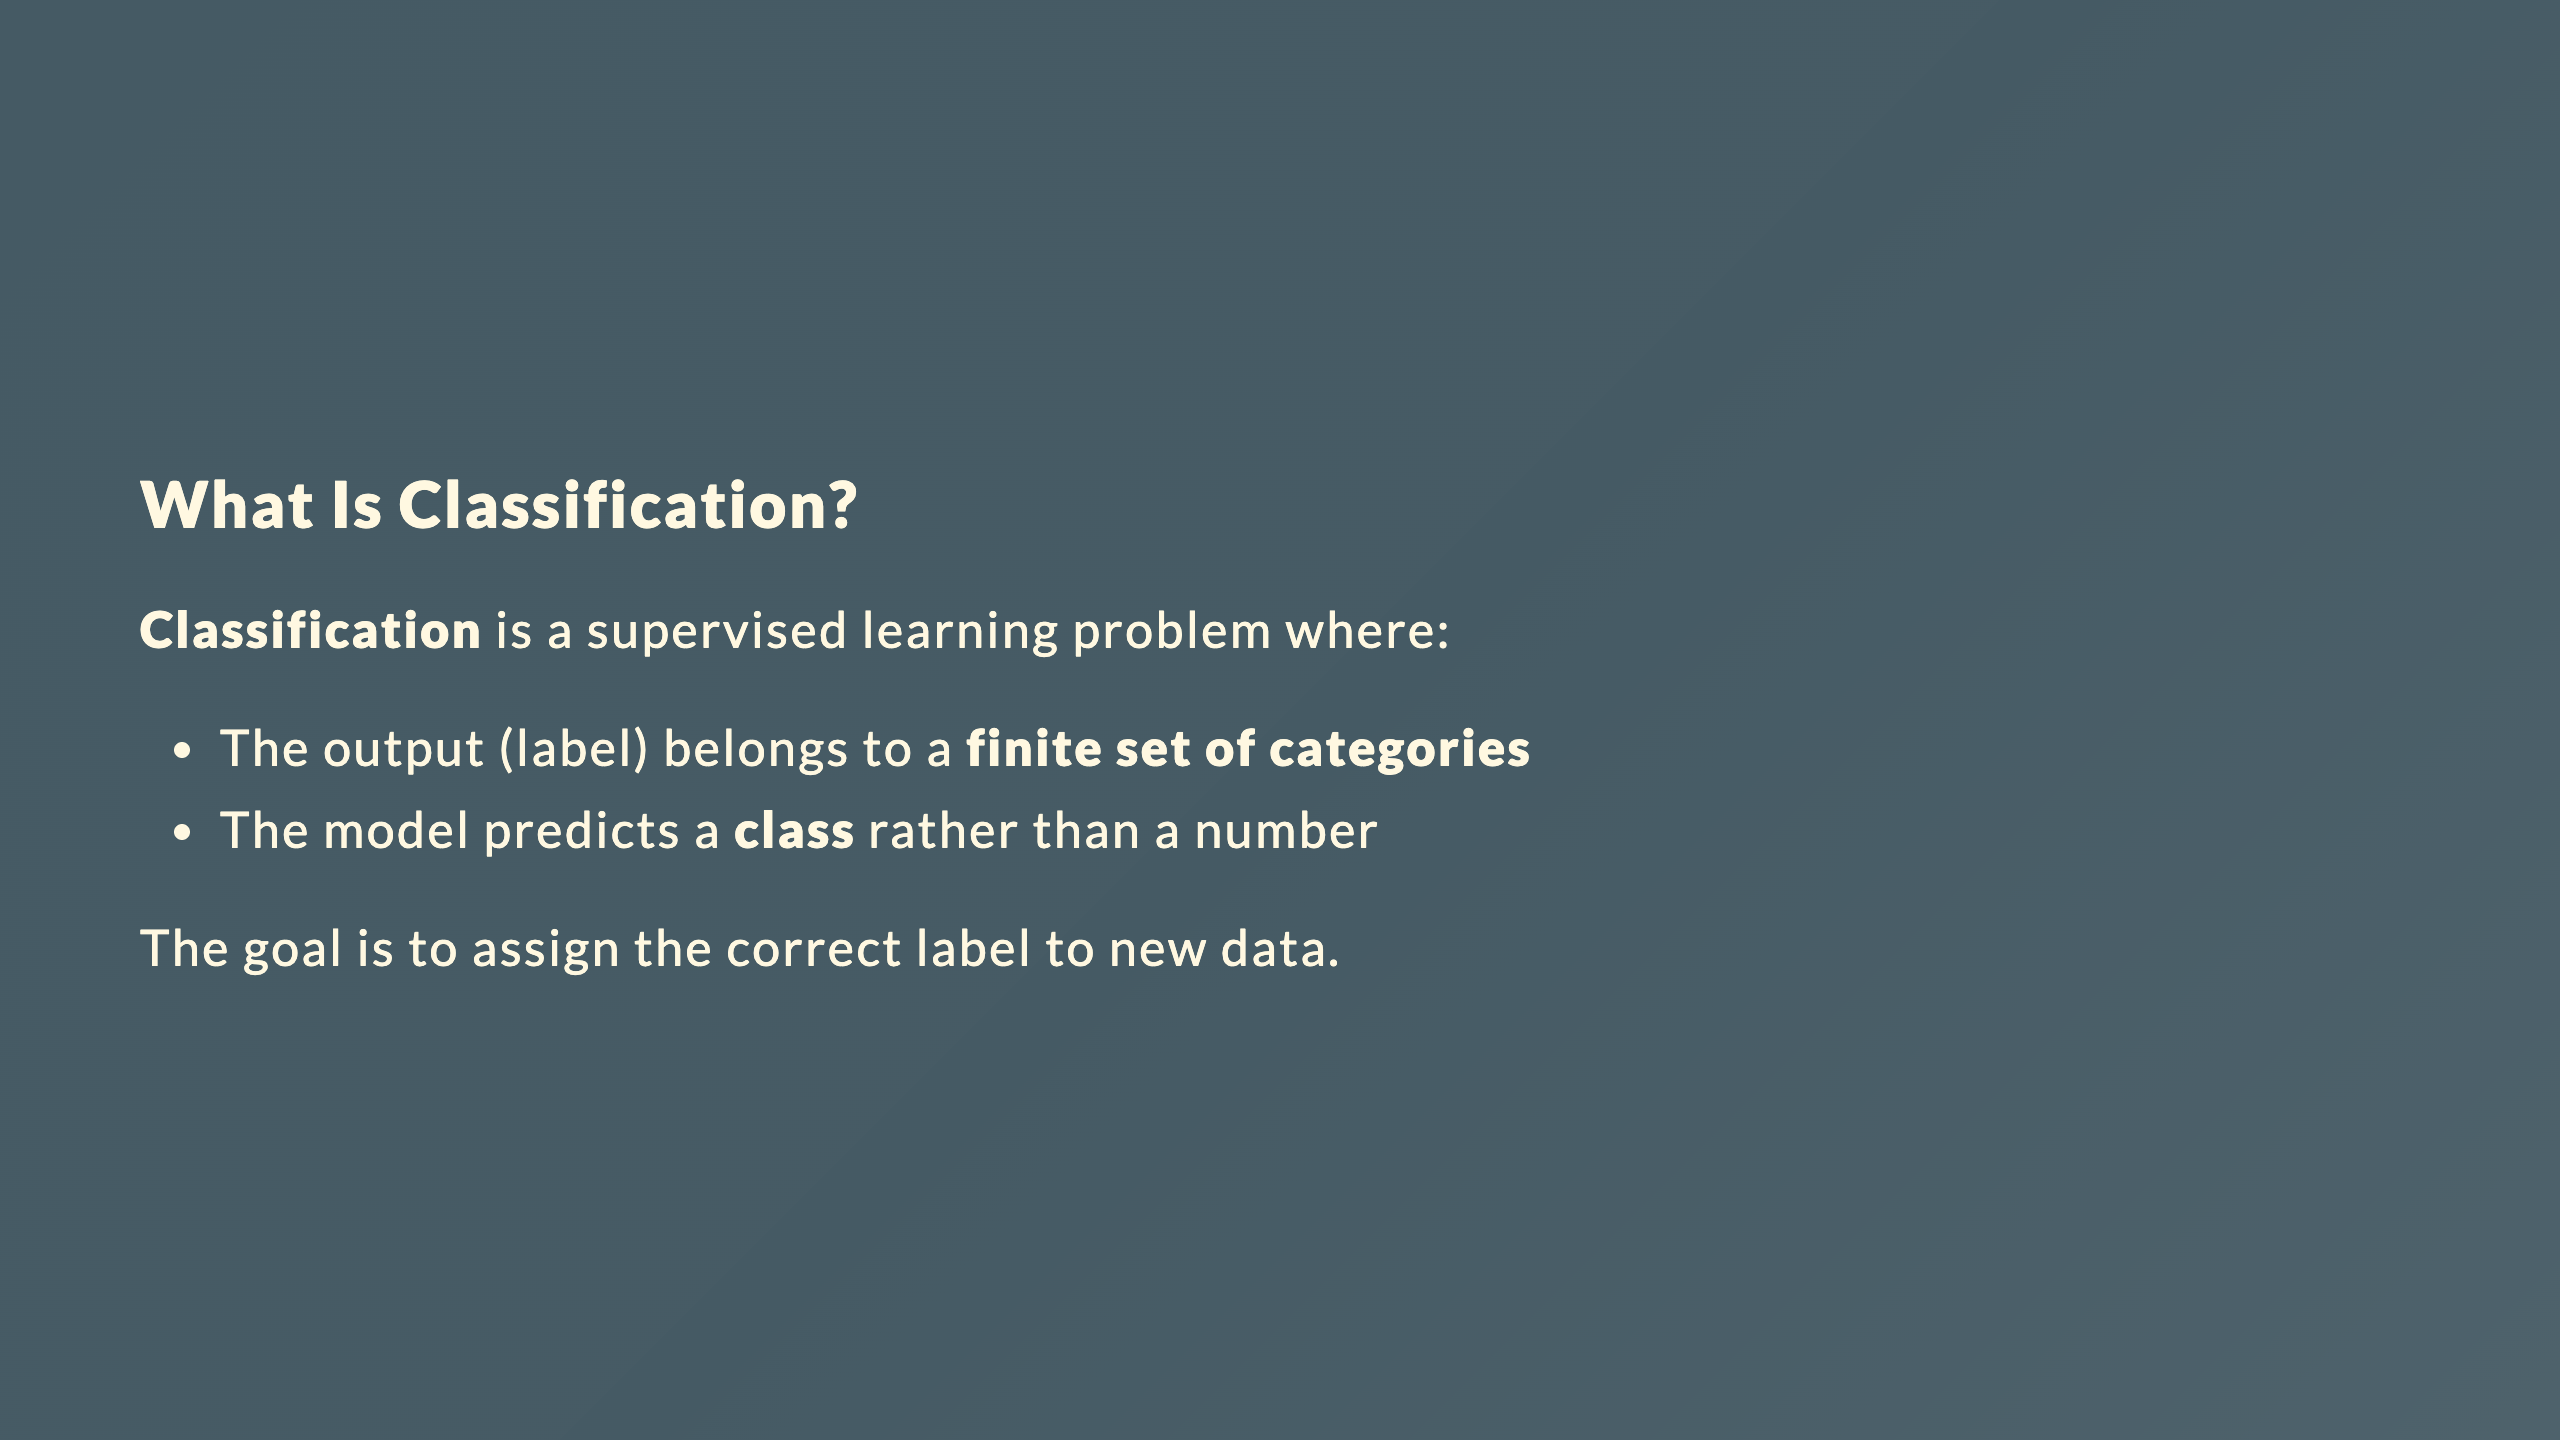 What Is Classification?
Classification is a supervised learning problem where:
• The output (label) belongs to a finite set of categories
• The model predicts a class rather than a number
The goal is to assign the correct label to new data.